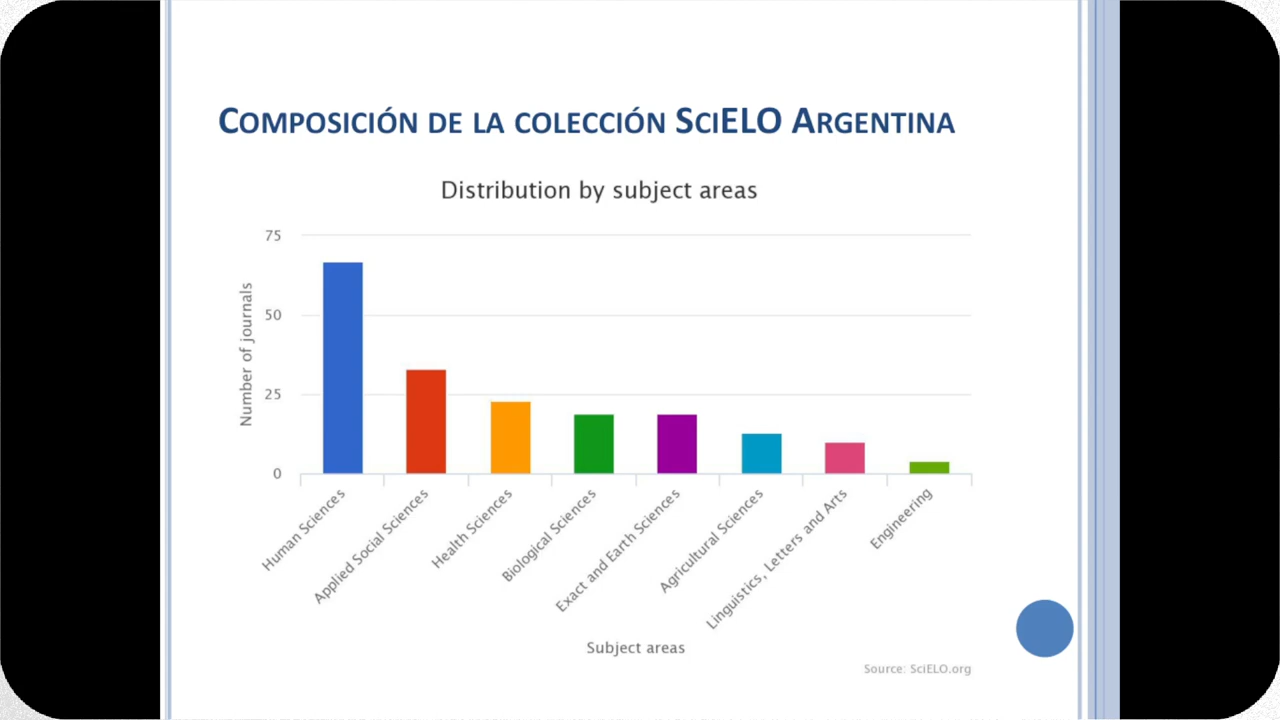 COMPOSICIÓN DE LA COLECCIÓN SCIELO ARGENTINA
Distribution by subject areas
75
50
25
0
Number of journals
Human Sciences
Applied Social Sciences
Health Sciences
Biological Sciences
Exact and Earth Sciences
Agricultural Sciences
Linguistics, Letters and Arts
Engineering
Subject areas
Source: SciELO.org